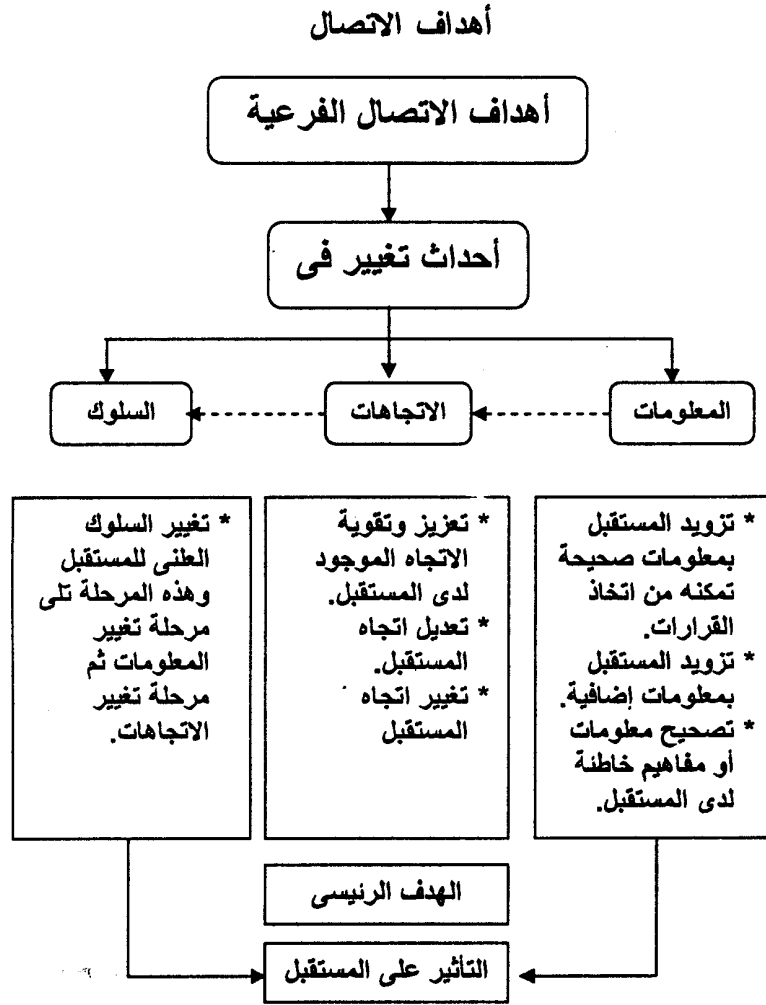 أهداف الاتصال
أهداف الاتصال الفرعية
أحداث تغيير فى
المعلومات
الاتجاهات
السلوك
* تزويد المستقبل
بمعلومات صحيحة
تمكنه من اتخاذ
القرارات.
* تزويد المستقبل
بمعلومات إضافية.
* تصحيح معلومات
أو مفاهيم خاطئة
لدى المستقبل.
* تعزيز وتقوية
الاتجاه الموجود
لدى المستقبل.
* تعديل اتجاه
المستقبل.
* تغيير اتجاه
المستقبل
* تغيير السلوك
العلنى للمستقبل
وهذه المرحلة تلى
مرحلة تغيير
المعلومات ثم
مرحلة تغيير
الاتجاهات.
الهدف الرئيسى
التأثير على المستقبل